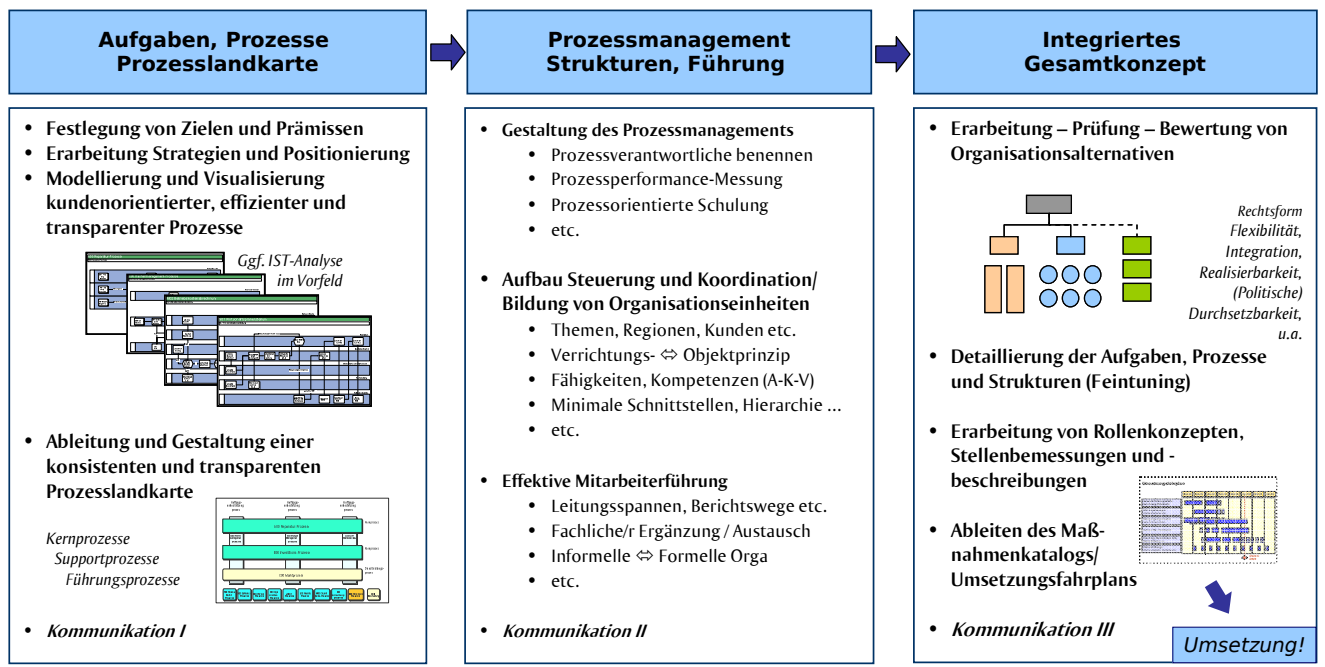 Aufgaben, Prozesse
Prozesslandkarte
Prozessmanagement
Strukturen, Führung
Integriertes
Gesamtkonzept
• Festlegung von Zielen und Prämissen
• Erarbeitung Strategien und Positionierung
• Modellierung und Visualisierung
kundenorientierter, effizienter und
transparenter Prozesse
Ggf. IST-Analyse
im Vorfeld
• Ableitung und Gestaltung einer
konsistenten und transparenten
Prozesslandkarte
Kernprozesse
Supportprozesse
Führungsprozesse
• Kommunikation I
• Gestaltung des Prozessmanagements
• Prozessverantwortliche benennen
• Prozessperformance-Messung
• Prozessorientierte Schulung
• etc.
• Aufbau Steuerung und Koordination/
Bildung von Organisationseinheiten
• Themen, Regionen, Kunden etc.
• Verrichtungs- ⇔ Objektprinzip
• Fähigkeiten, Kompetenzen (A-K-V)
• Minimale Schnittstellen, Hierarchie ...
• etc.
• Effektive Mitarbeiterführung
• Leitungsspannen, Berichtswege etc.
• Fachliche/r Ergänzung / Austausch
• Informelle ⇔ Formelle Orga
• etc.
• Kommunikation II
• Erarbeitung – Prüfung – Bewertung von
Organisationsalternativen
Rechtsform
Flexibilität,
Integration,
Realisierbarkeit,
(Politische)
Durchsetzbarkeit,
u.a.
• Detaillierung der Aufgaben, Prozesse
und Strukturen (Feintuning)
• Erarbeitung von Rollenkonzepten,
Stellenbemessungen und -
beschreibungen
• Ableiten des Maß-
nahmenkatalogs/
Umsetzungsfahrplans
• Kommunikation III
Umsetzung!